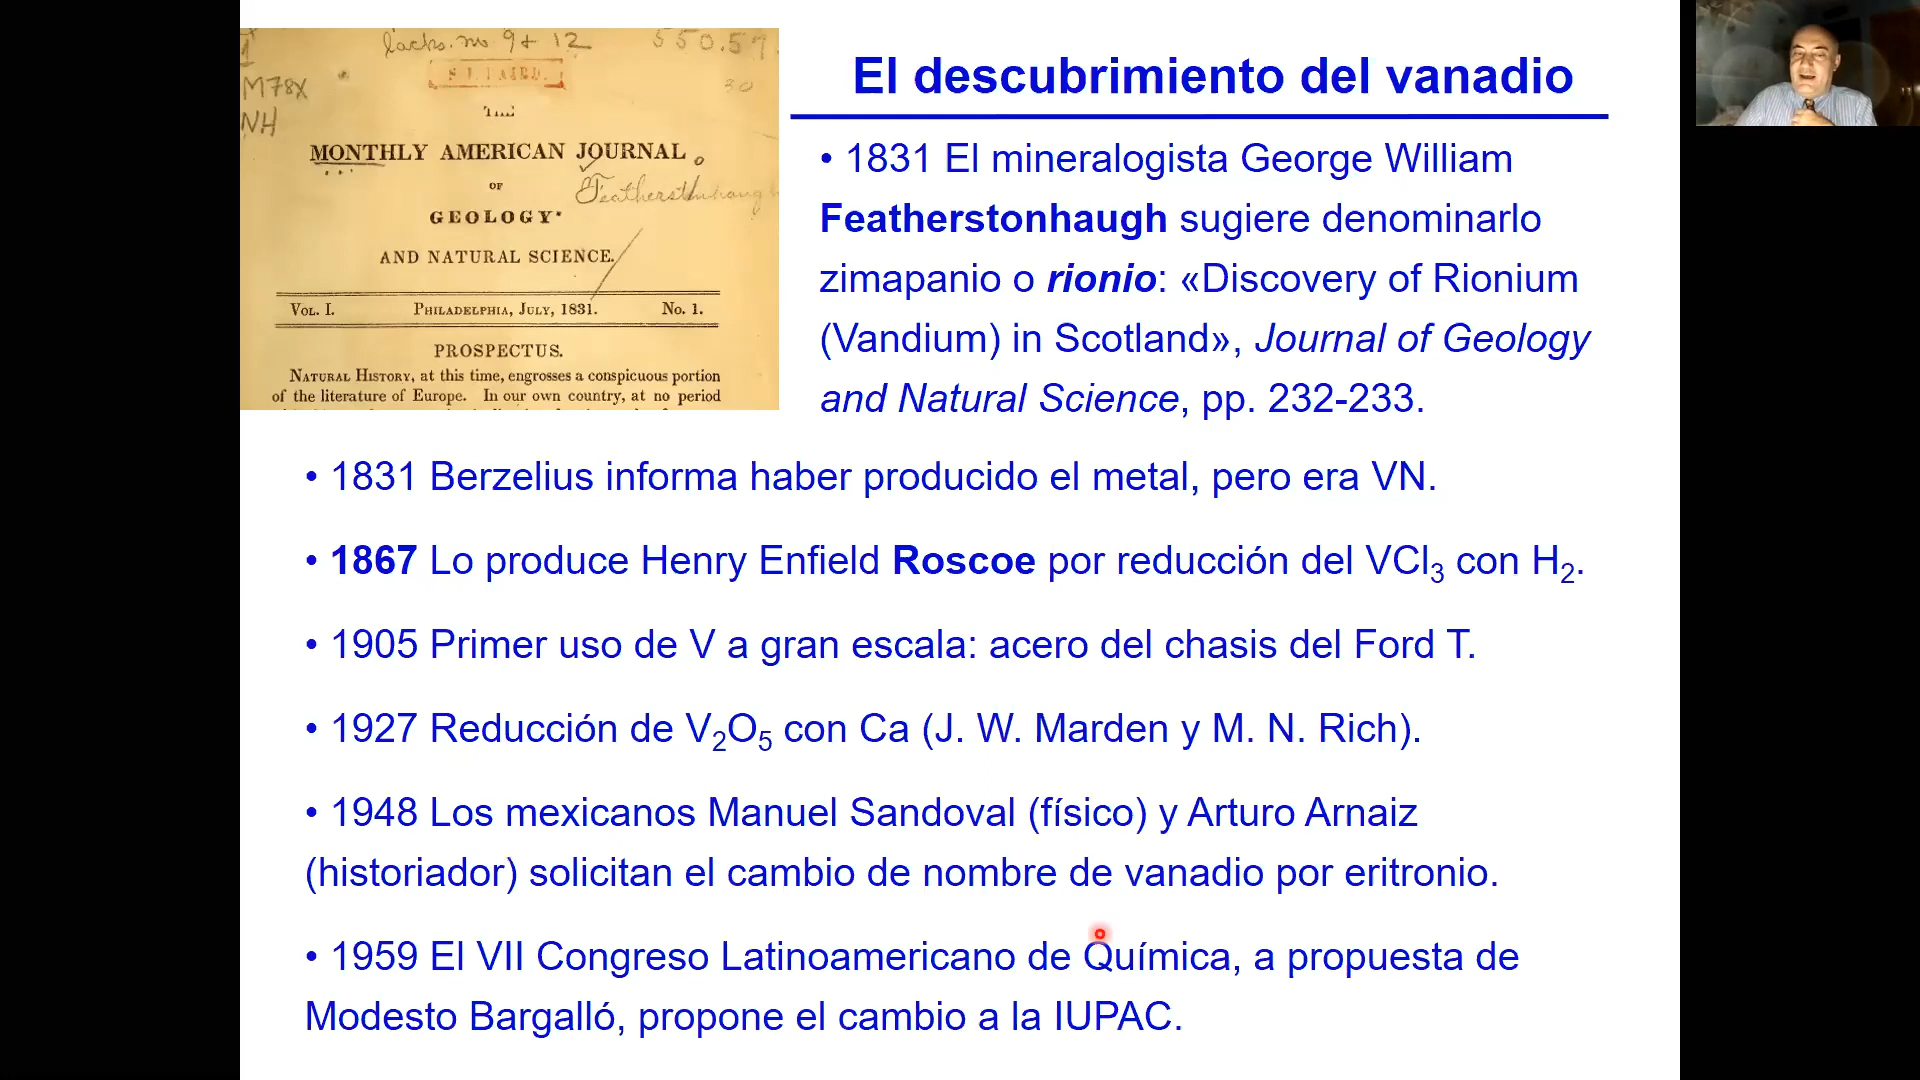 lacks. no 9 + 12
550.57
M78X
30
NH
THE
MONTHLY AMERICAN JOURNAL
OF
Featherstonhaugh
GEOLOGY
AND NATURAL SCIENCE.
Vol. I. Philadelphia, July, 1831. No. 1.
PROSPECTUS.
Natural History, at this time, engrosses a conspicuous portion
of the literature of Europe. In our own country, at no period
El descubrimiento del vanadio
• 1831 El mineralogista George William
Featherstonhaugh sugiere denominarlo
zimapanio o rionio: «Discovery of Rionium
(Vandium) in Scotland», Journal of Geology
and Natural Science, pp. 232-233.
• 1831 Berzelius informa haber producido el metal, pero era VN.
• 1867 Lo produce Henry Enfield Roscoe por reducción del VCl₃ con H₂.
• 1905 Primer uso de V a gran escala: acero del chasis del Ford T.
• 1927 Reducción de V₂O₅ con Ca (J. W. Marden y M. N. Rich).
• 1948 Los mexicanos Manuel Sandoval (físico) y Arturo Arnaiz
(historiador) solicitan el cambio de nombre de vanadio por eritronio.
• 1959 El VII Congreso Latinoamericano de Química, a propuesta de
Modesto Bargalló, propone el cambio a la IUPAC.